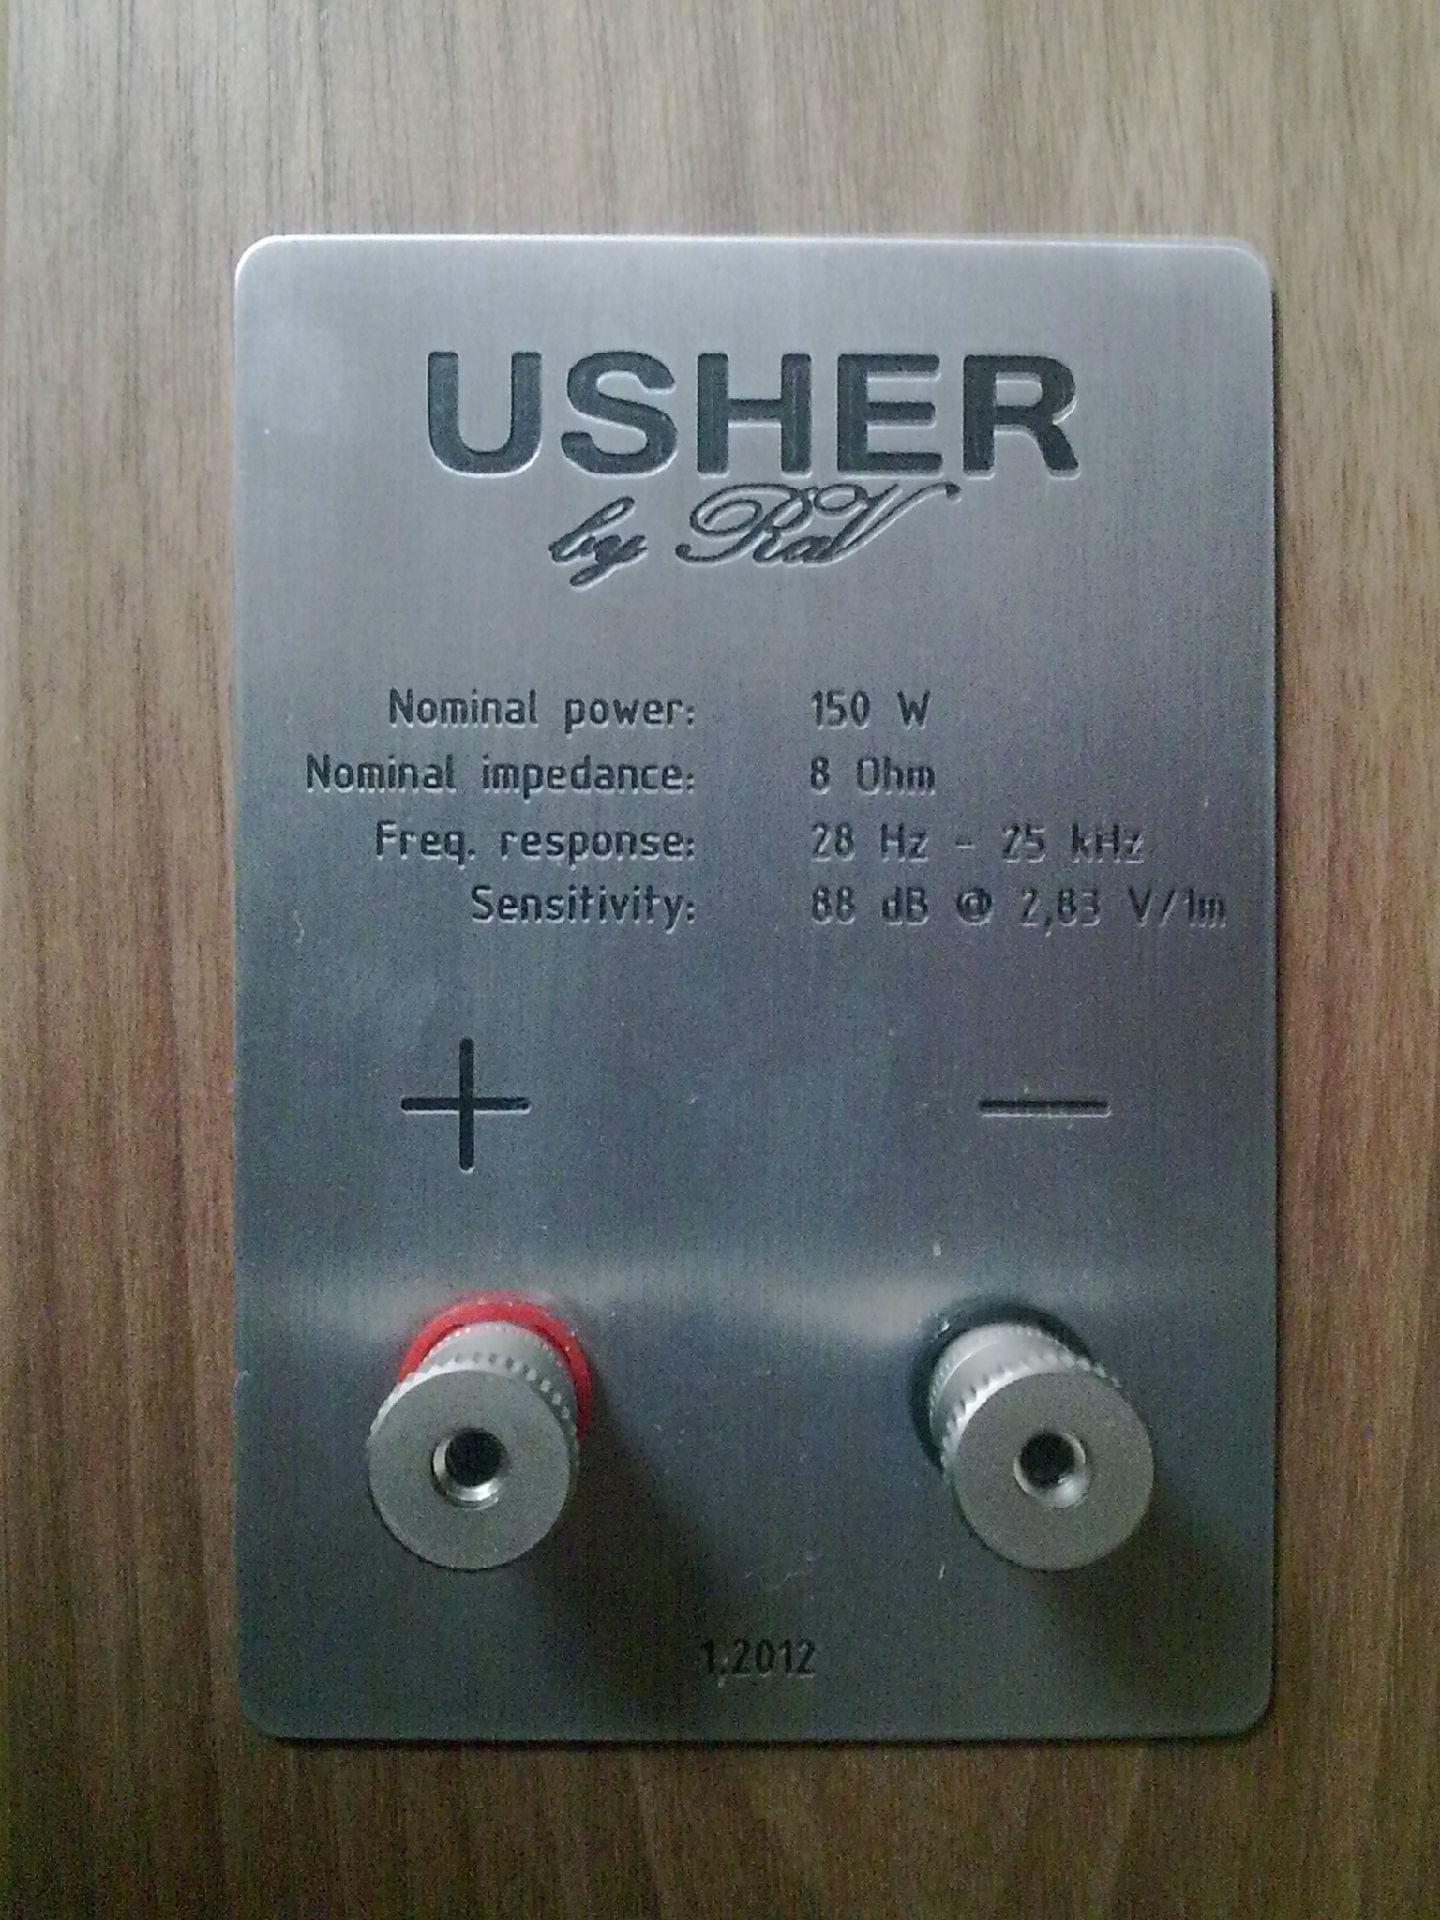 USHER
by RaV
Nominal power: 150 W
Nominal impedance: 8 Ohm
Freq. response: 28 Hz - 25 kHz
Sensitivity: 88 dB @ 2,83 V/1m
+ —
1.2012